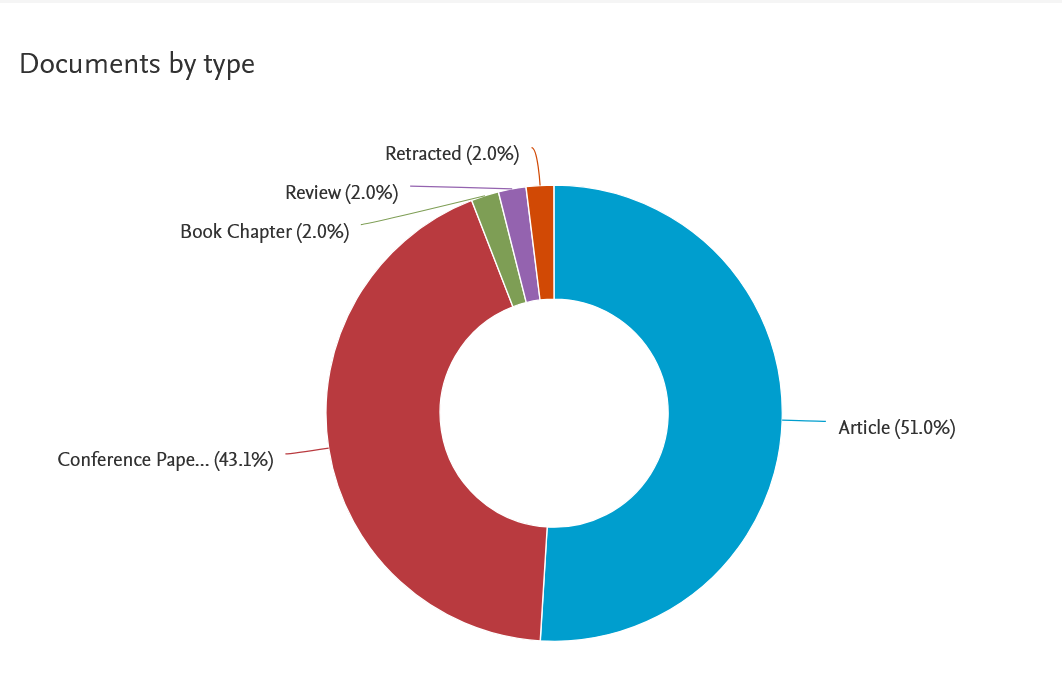 Documents by type
Retracted (2.0%)
Review (2.0%)
Book Chapter (2.0%)
Article (51.0%)
Conference Pape... (43.1%)